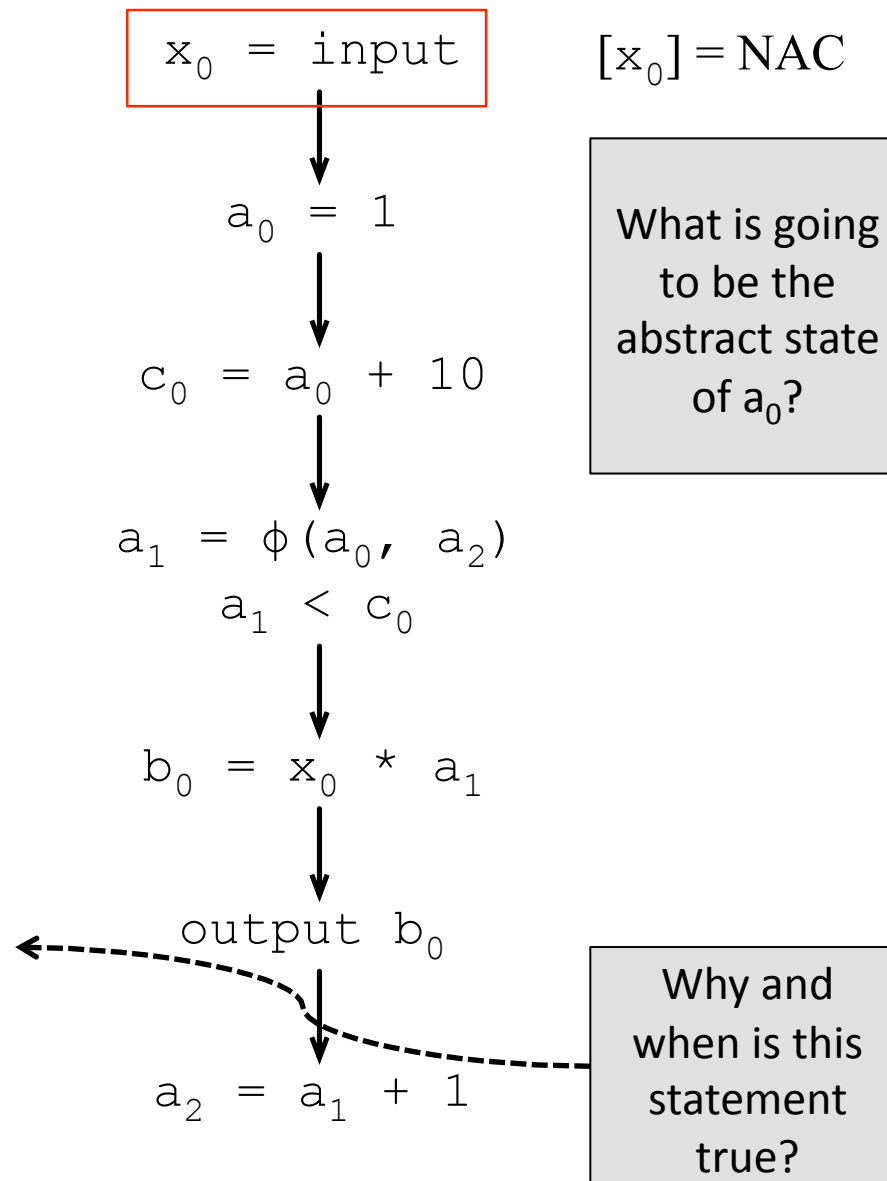 x₀ = input
[x₀] = NAC
a₀ = 1
What is going
to be the
abstract state
of a₀?
c₀ = a₀ + 10
a₁ = ϕ(a₀, a₂)
a₁ < c₀
b₀ = x₀ * a₁
output b₀
a₂ = a₁ + 1
Why and
when is this
statement
true?